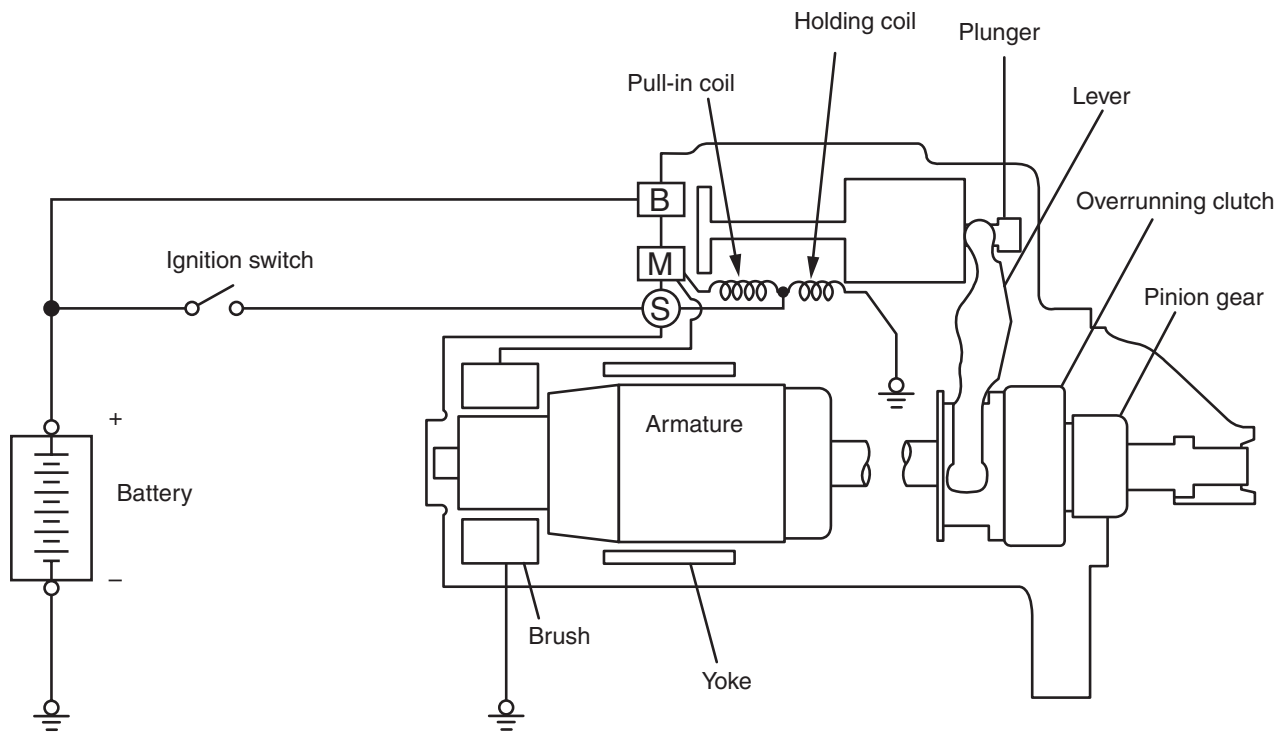 Holding coil
Plunger
Pull-in coil
Lever
B
Overrunning clutch
Ignition switch
M
Pinion gear
S
+
Armature
Battery
–
Brush
Yoke